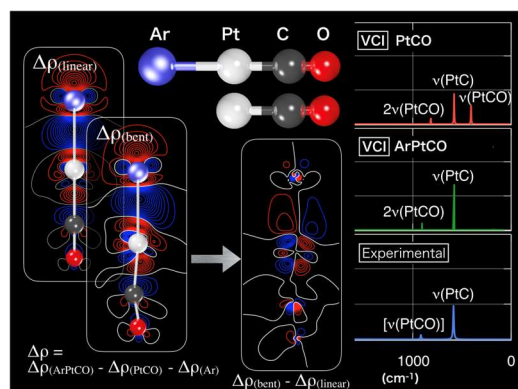 Ar Pt C O
Δρ(linear)
Δρ(bent)
Δρ =
Δρ(ArPtCO) - Δρ(PtCO) - Δρ(Ar)
Δρ(bent) - Δρ(linear)
VCI PtCO
ν(PtC)
2ν(PtCO)
ν(PtCO)
VCI ArPtCO
ν(PtC)
2ν(PtCO)
Experimental
ν(PtC)
[ν(PtCO)]
1000 0
(cm⁻¹)